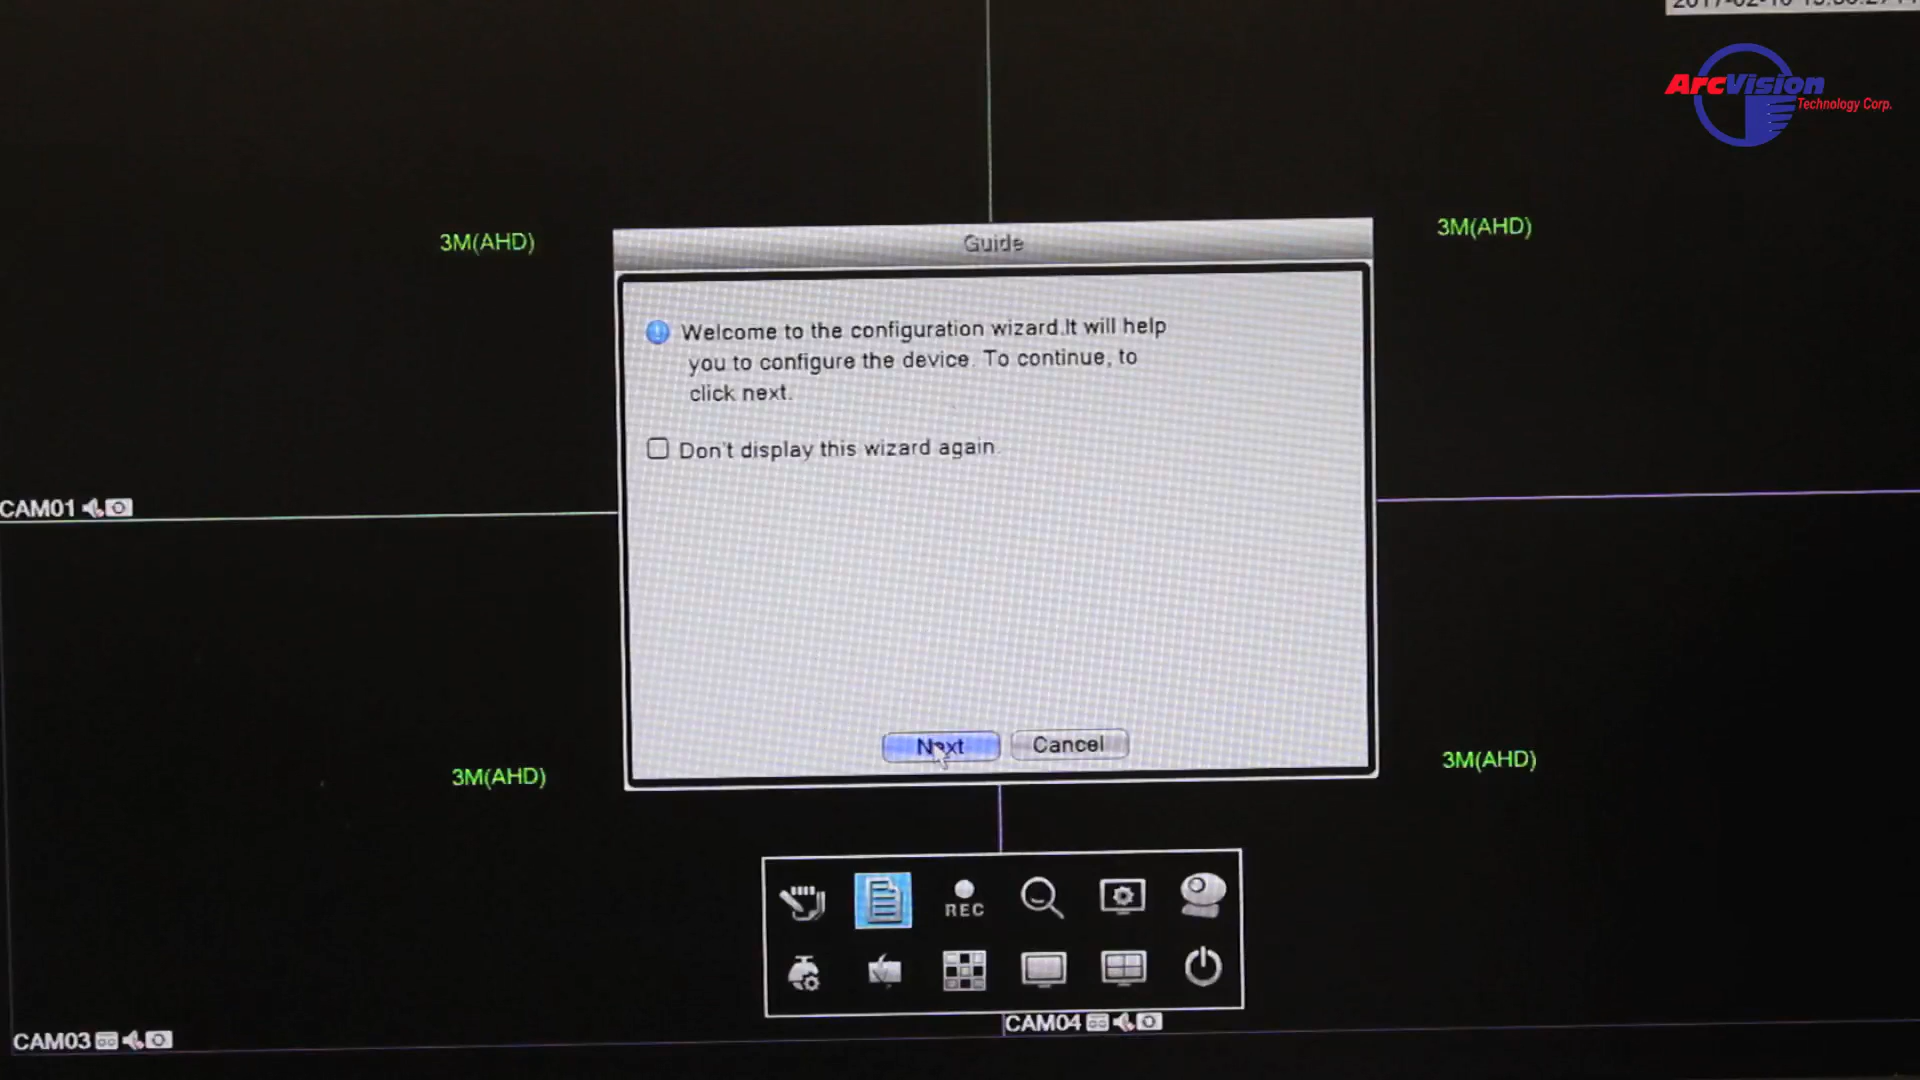 ArcVision
Technology Corp.
3M(AHD)
3M(AHD)
Guide
Welcome to the configuration wizard.It will help
you to configure the device. To continue, to
click next.
Don't display this wizard again.
CAM01
Next
Cancel
3M(AHD)
3M(AHD)
REC
CAM04
CAM03